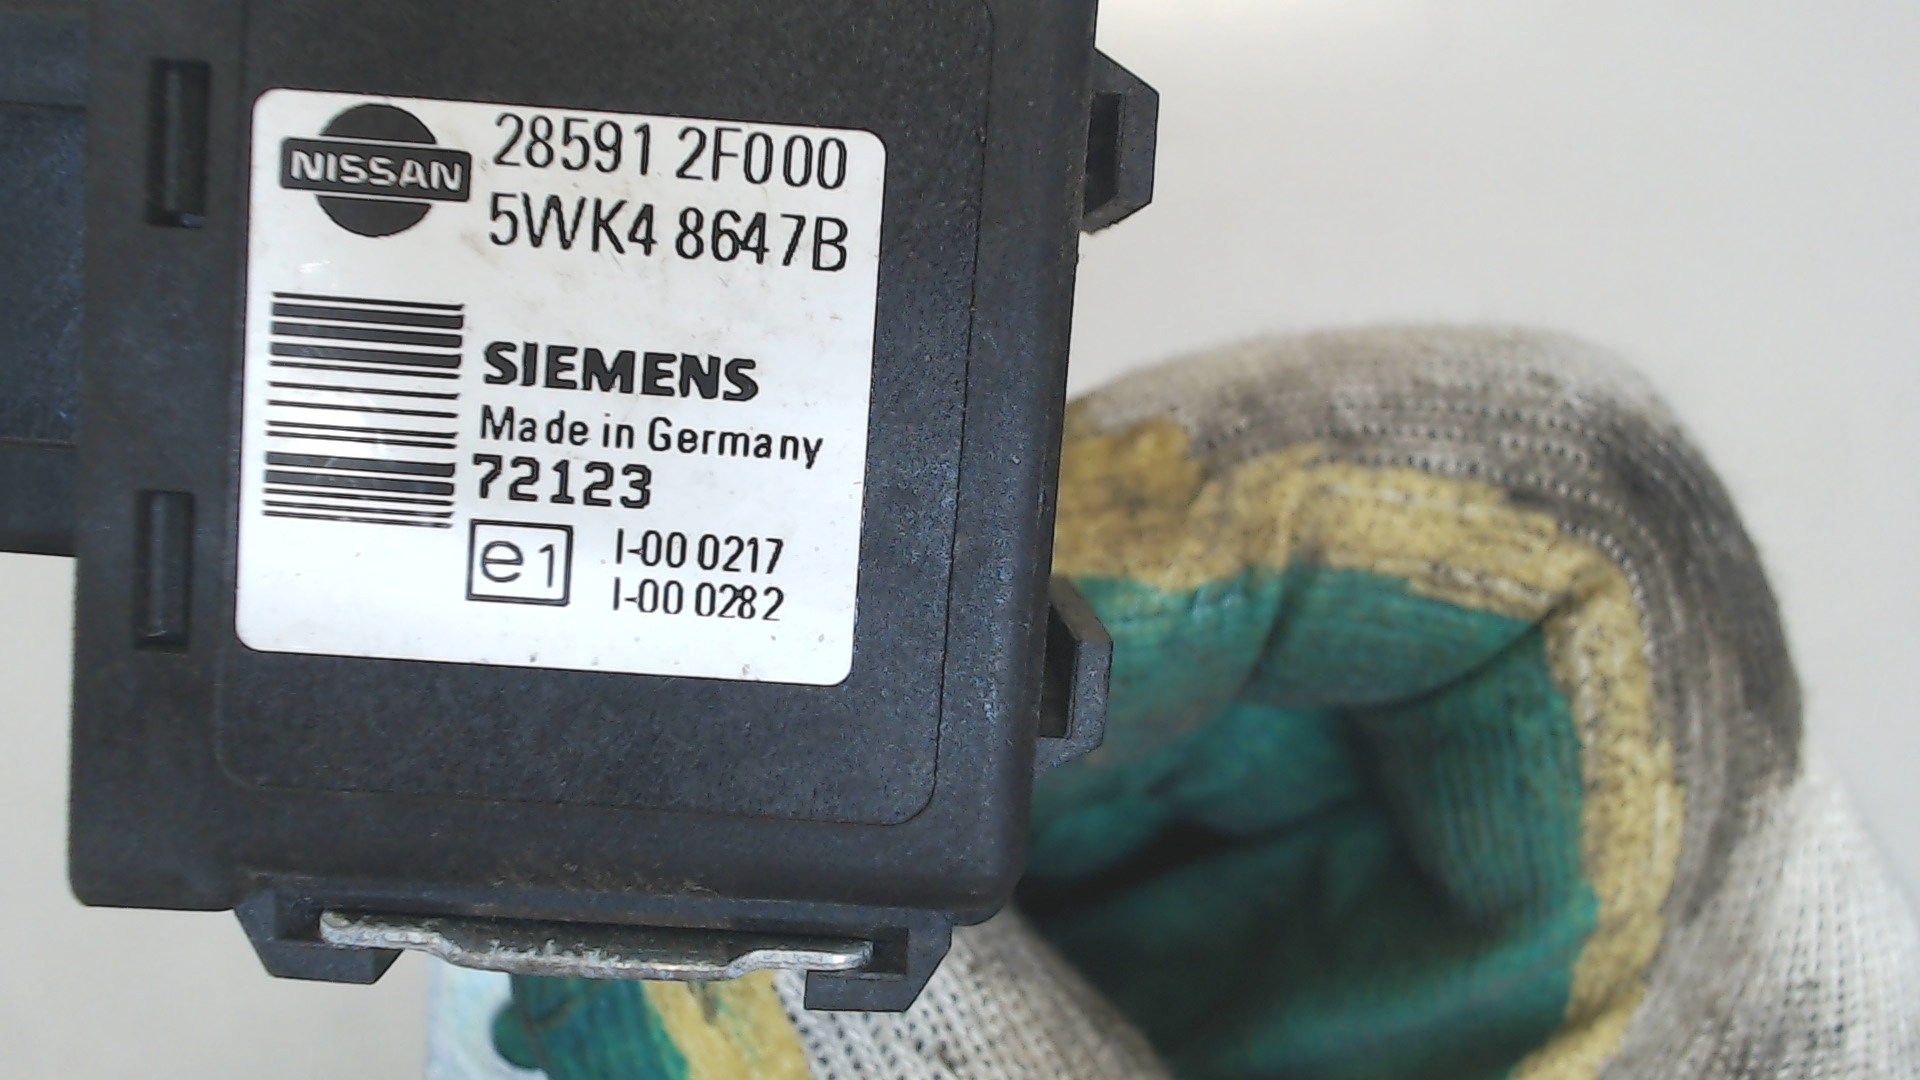 NISSAN
28591 2F000
5WK4 8647B
SIEMENS
Made in Germany
72123
e1
I-00 0217
I-00 0282